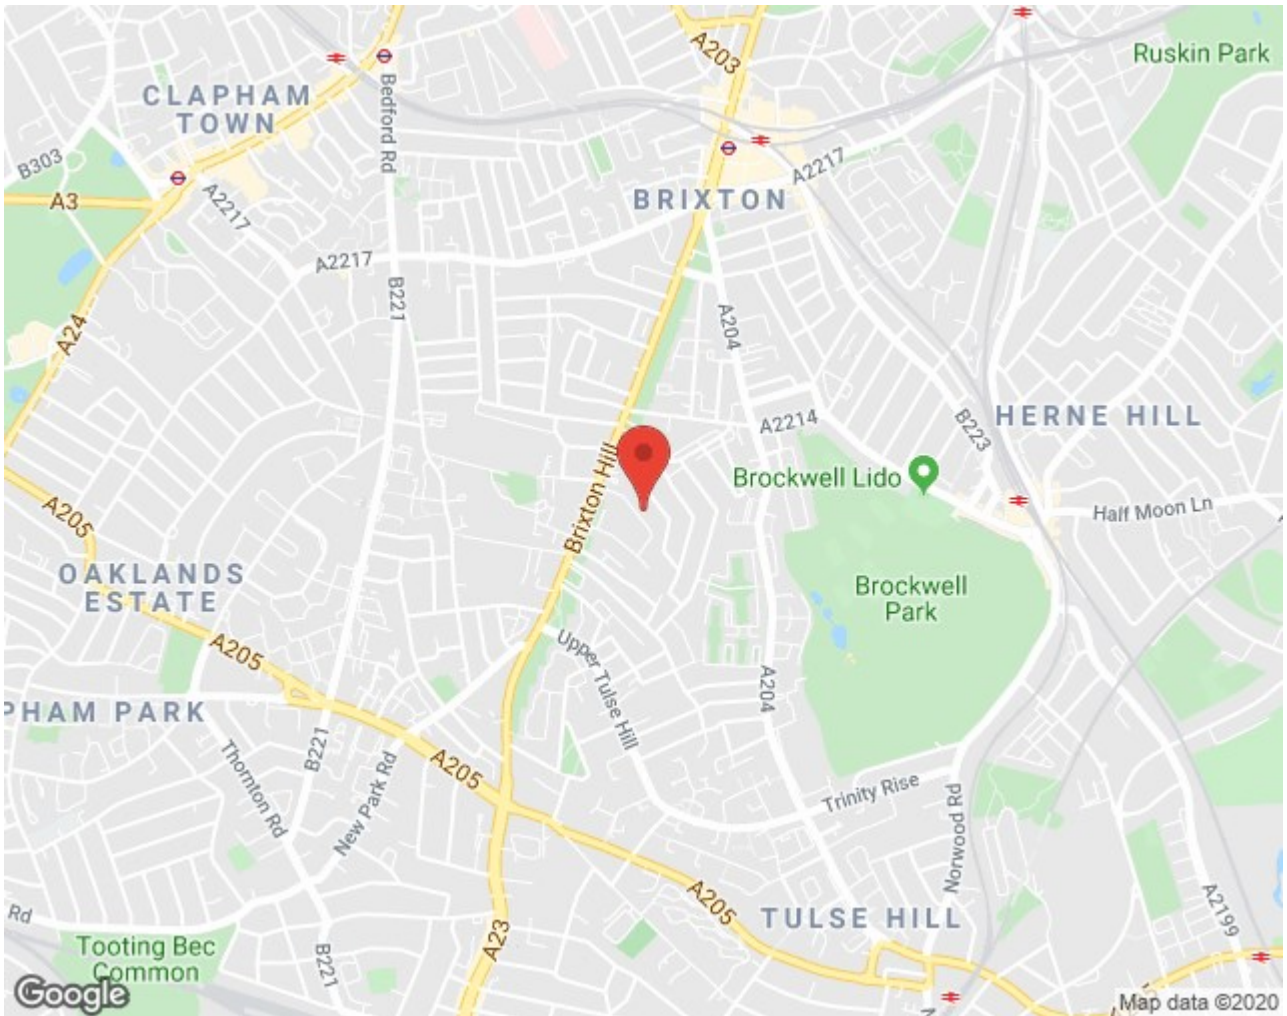 Ruskin Park
A203
CLAPHAM
TOWN
Bedford Rd
B303
A2217
A3
A2217
BRIXTON
A2217
B221
A204
A24
A2214
B223
HERNE HILL
Brixton Hill
Brockwell Lido
Half Moon Ln
A205
OAKLANDS
ESTATE
Brockwell
Park
A205
Upper Tulse Hill
A204
PHAM PARK
B221
Thornton Rd
New Park Rd
A205
Trinity Rise
Norwood Rd
A205
TULSE HILL
A2199
Rd
A23
Tooting Bec
Common
B221
Google
Map data ©2020